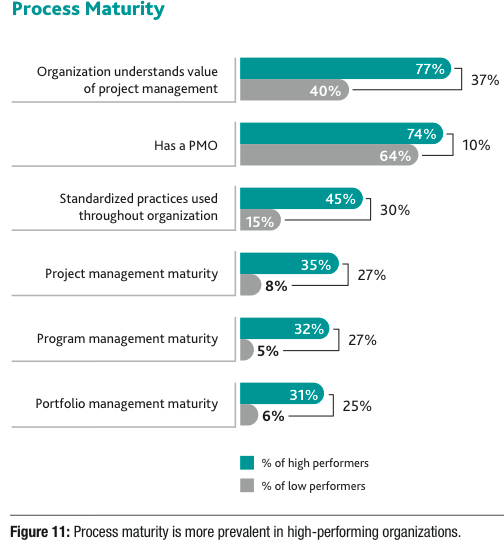 Process Maturity
Organization understands value
of project management
77%
40%
37%
Has a PMO
74%
64%
10%
Standardized practices used
throughout organization
45%
15%
30%
Project management maturity
35%
8%
27%
Program management maturity
32%
5%
27%
Portfolio management maturity
31%
6%
25%
% of high performers
% of low performers
Figure 11: Process maturity is more prevalent in high-performing organizations.